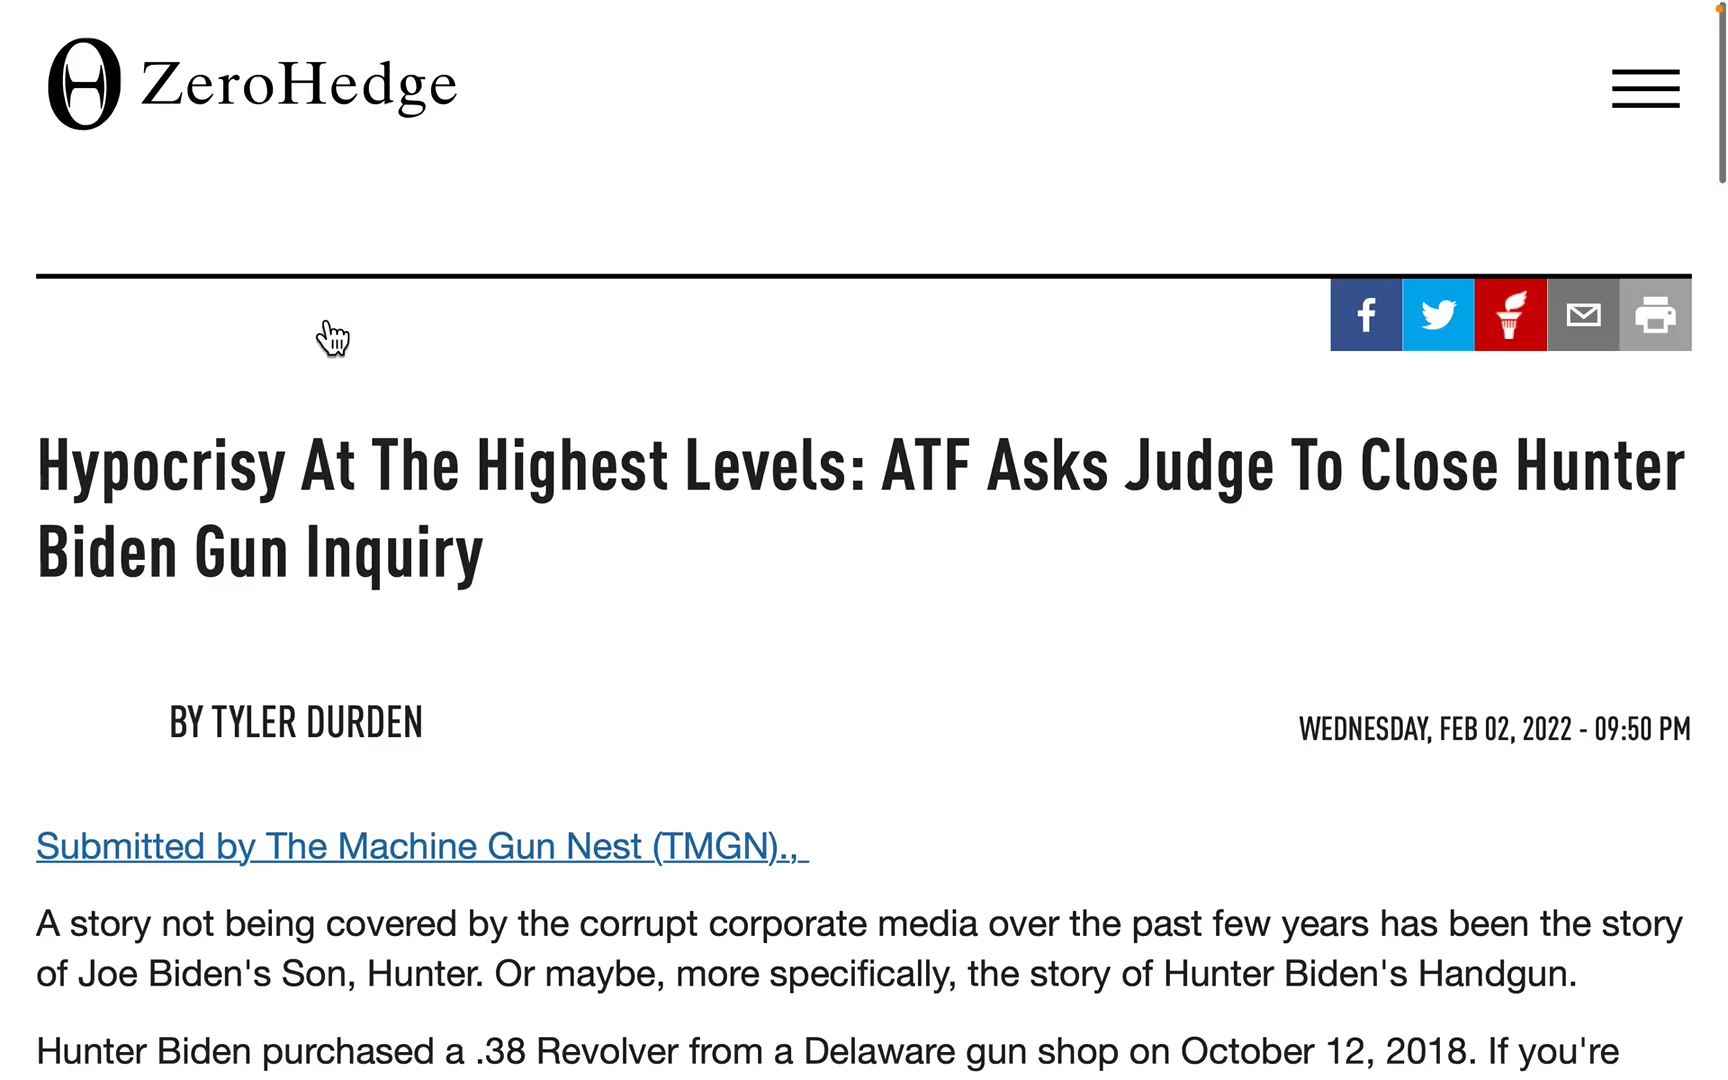 ZeroHedge
Hypocrisy At The Highest Levels: ATF Asks Judge To Close Hunter
Biden Gun Inquiry
BY TYLER DURDEN
WEDNESDAY, FEB 02, 2022 - 09:50 PM
Submitted by The Machine Gun Nest (TMGN).,
A story not being covered by the corrupt corporate media over the past few years has been the story
of Joe Biden's Son, Hunter. Or maybe, more specifically, the story of Hunter Biden's Handgun.
Hunter Biden purchased a .38 Revolver from a Delaware gun shop on October 12, 2018. If you're